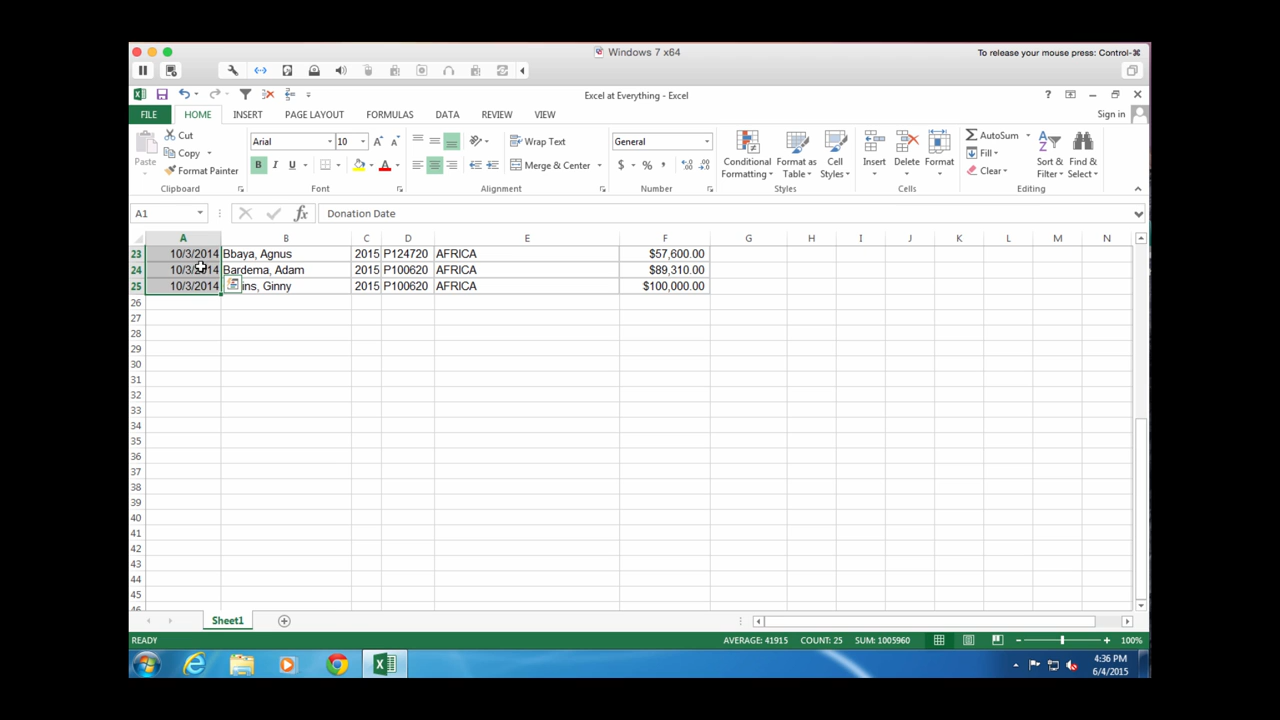 Windows 7 x64
To release your mouse press: Control-⌘
Excel at Everything - Excel
?
Sign in
FILE HOME INSERT PAGE LAYOUT FORMULAS DATA REVIEW VIEW
Paste
Cut
Copy
Format Painter
Clipboard
Arial 10
B I U
Font
Wrap Text
Merge & Center
Alignment
General
$ % ,
Number
Conditional Formatting
Format as Table
Cell Styles
Styles
Insert
Delete
Format
Cells
AutoSum
Fill
Clear
Sort & Filter
Find & Select
Editing
A1 fx Donation Date
A B C D E F G H I J K L M N
23 10/3/2014 Bbaya, Agnus 2015 P124720 AFRICA $57,600.00
24 10/3/2014 Bardema, Adam 2015 P100620 AFRICA $89,310.00
25 10/3/2014 ins, Ginny 2015 P100620 AFRICA $100,000.00
26
27
28
29
30
31
32
33
34
35
36
37
38
39
40
41
42
43
44
45
46
Sheet1
READY AVERAGE: 41915 COUNT: 25 SUM: 1005960 100%
4:36 PM
6/4/2015